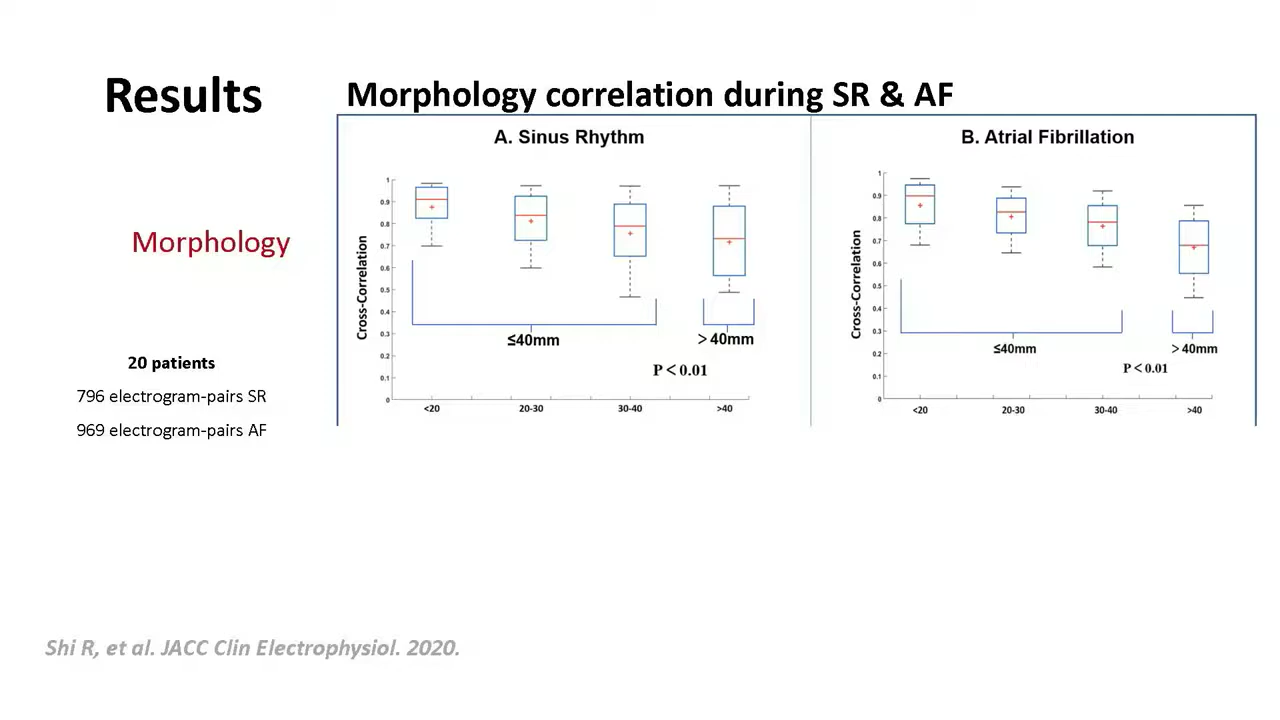 Results
Morphology correlation during SR & AF
Morphology
20 patients
796 electrogram-pairs SR
969 electrogram-pairs AF
A. Sinus Rhythm
Cross-Correlation
1
0.9
0.8
0.7
0.6
0.5
0.4
0.3
0.2
0.1
0
≤40mm
> 40mm
P < 0.01
<20
20-30
30-40
>40
B. Atrial Fibrillation
Cross-Correlation
1
0.9
0.8
0.7
0.6
0.5
0.4
0.3
0.2
0.1
0
≤40mm
> 40mm
P < 0.01
<20
20-30
30-40
>40
Shi R, et al. JACC Clin Electrophysiol. 2020.